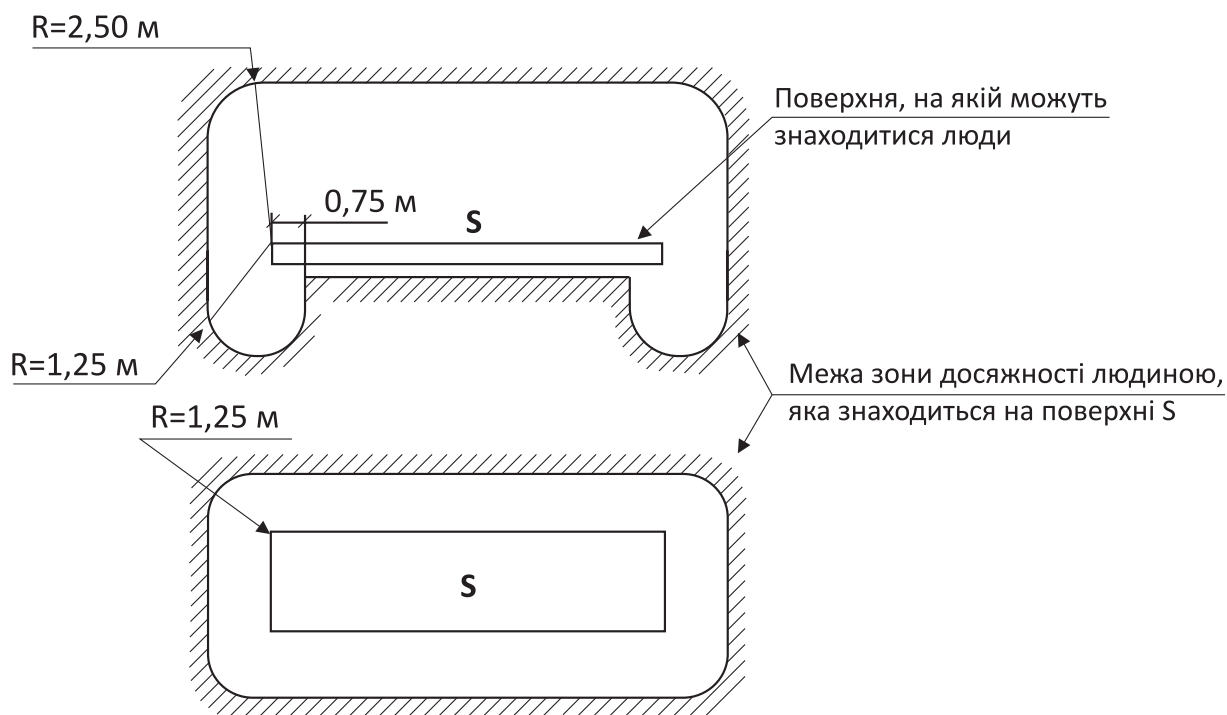 R=2,50 м
Поверхня, на якій можуть
знаходитися люди
0,75 м
S
R=1,25 м
Межа зони досяжності людиною,
яка знаходиться на поверхні S
R=1,25 м
S